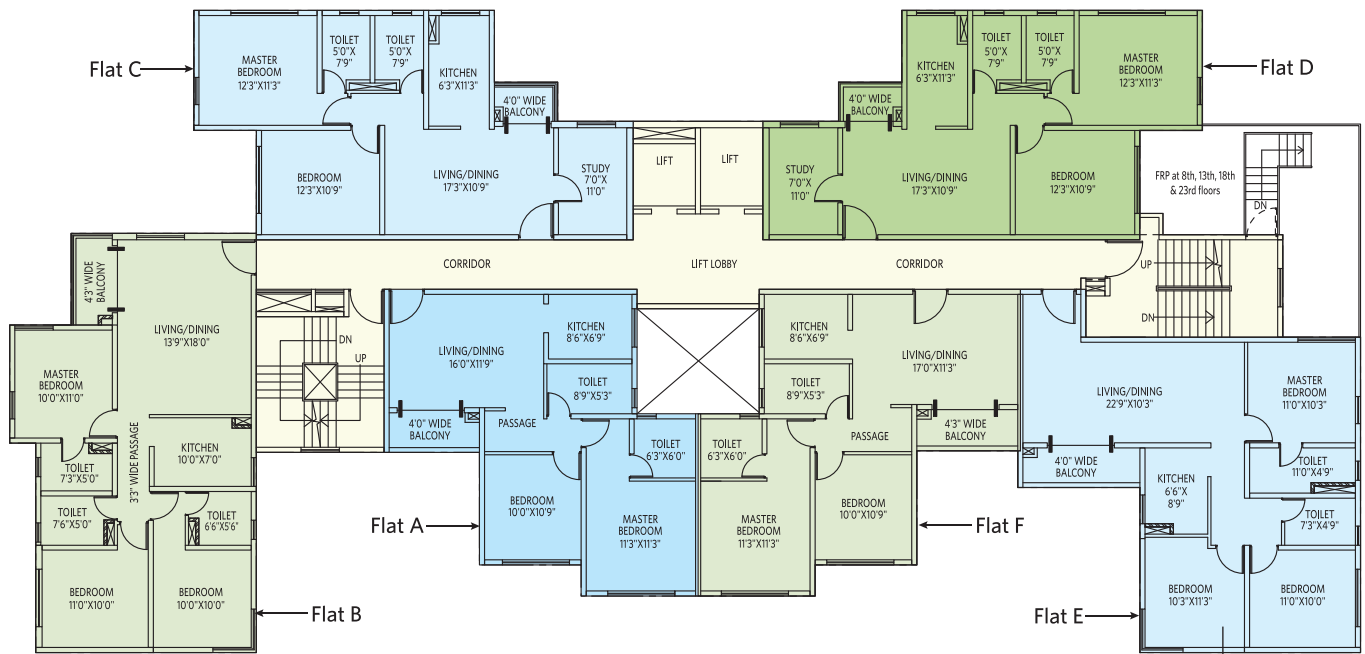 Flat C
MASTER
BEDROOM
12'3"X11'3"
TOILET
5'0"X
7'9"
TOILET
5'0"X
7'9"
KITCHEN
6'3"X11'3"
4'0" WIDE
BALCONY
BEDROOM
12'3"X10'9"
LIVING/DINING
17'3"X10'9"
STUDY
7'0"X
11'0"
LIFT
LIFT
KITCHEN
6'3"X11'3"
TOILET
5'0"X
7'9"
TOILET
5'0"X
7'9"
MASTER
BEDROOM
12'3"X11'3"
Flat D
4'0" WIDE
BALCONY
STUDY
7'0"X
11'0"
LIVING/DINING
17'3"X10'9"
BEDROOM
12'3"X10'9"
FRP at 8th, 13th, 18th
& 23rd floors
DN
CORRIDOR
LIFT LOBBY
CORRIDOR
UP
DN
4'3" WIDE
BALCONY
LIVING/DINING
13'9"X18'0"
MASTER
BEDROOM
10'0"X11'0"
3'3" WIDE PASSAGE
KITCHEN
10'0"X7'0"
TOILET
7'3"X5'0"
TOILET
7'6"X5'0"
TOILET
6'6"X5'6"
BEDROOM
11'0"X10'0"
BEDROOM
10'0"X10'0"
Flat B
DN
UP
LIVING/DINING
16'0"X11'9"
KITCHEN
8'6"X6'9"
TOILET
8'9"X5'3"
4'0" WIDE
BALCONY
PASSAGE
TOILET
6'3"X6'0"
BEDROOM
10'0"X10'9"
MASTER
BEDROOM
11'3"X11'3"
Flat A
KITCHEN
8'6"X6'9"
LIVING/DINING
17'0"X11'3"
TOILET
8'9"X5'3"
4'3" WIDE
BALCONY
PASSAGE
TOILET
6'3"X6'0"
MASTER
BEDROOM
11'3"X11'3"
BEDROOM
10'0"X10'9"
Flat F
LIVING/DINING
22'9"X10'3"
MASTER
BEDROOM
11'0"X10'3"
4'0" WIDE
BALCONY
KITCHEN
6'6"X
8'9"
TOILET
11'0"X4'9"
TOILET
7'3"X4'9"
BEDROOM
10'3"X11'3"
BEDROOM
11'0"X10'0"
Flat E